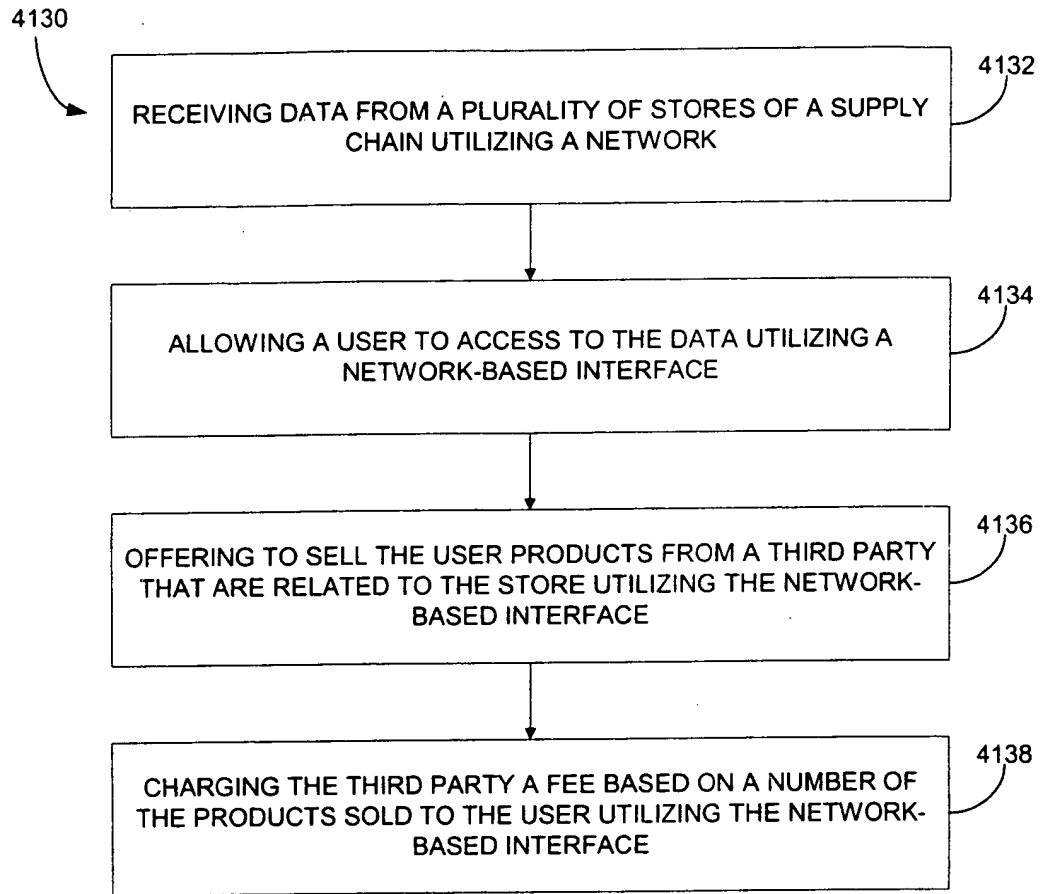 4130
4132
RECEIVING DATA FROM A PLURALITY OF STORES OF A SUPPLY
CHAIN UTILIZING A NETWORK
4134
ALLOWING A USER TO ACCESS TO THE DATA UTILIZING A
NETWORK-BASED INTERFACE
4136
OFFERING TO SELL THE USER PRODUCTS FROM A THIRD PARTY
THAT ARE RELATED TO THE STORE UTILIZING THE NETWORK-
BASED INTERFACE
4138
CHARGING THE THIRD PARTY A FEE BASED ON A NUMBER OF
THE PRODUCTS SOLD TO THE USER UTILIZING THE NETWORK-
BASED INTERFACE